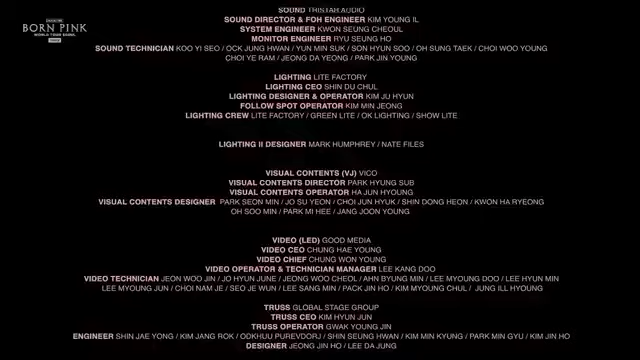 BORN PINK
WORLD TOUR SEOUL
SOUND THISTAR AUDIO
SOUND DIRECTOR & FOH ENGINEER KIM YOUNG IL
SYSTEM ENGINEER KWON SEUNG CHEOUL
MONITOR ENGINEER RYU SEUNG HO
SOUND TECHNICIAN KOO YI SEO / OCK JUNG HWAN / YUN MIN SUK / SON HYUN SOO / OH SUNG TAEK / CHOI WOO YOUNG
CHOI YE RAM / JEONG DA YEONG / PARK JIN YOUNG
LIGHTING LITE FACTORY
LIGHTING CEO SHIN DU CHUL
LIGHTING DESIGNER & OPERATOR KIM JU HYUN
FOLLOW SPOT OPERATOR KIM MIN JEONG
LIGHTING CREW LITE FACTORY / GREEN LITE / OK LIGHTING / SHOW LITE
LIGHTING II DESIGNER MARK HUMPHREY / NATE FILES
VISUAL CONTENTS (VJ) VICO
VISUAL CONTENTS DIRECTOR PARK HYUNG SUB
VISUAL CONTENTS OPERATOR HA JUN HYOUNG
VISUAL CONTENTS DESIGNER PARK SEON MIN / JO SU YEON / CHOI JUN HYUK / SHIN DONG HEON / KWON HA RYEONG
OH SOO MIN / PARK MI HEE / JANG JOON YOUNG
VIDEO (LED) GOOD MEDIA
VIDEO CEO CHUNG HAE YOUNG
VIDEO CHIEF CHUNG WON YOUNG
VIDEO OPERATOR & TECHNICIAN MANAGER LEE KANG DOO
VIDEO TECHNICIAN JEON WOO JIN / JO HYUN JUNE / JEONG WOO CHEOL / AHN BYUNG MIN / LEE MYOUNG DOO / LEE HYUN MIN
LEE MYOUNG JUN / CHOI NAM JE / SEO JE WUN / LEE SANG MIN / PACK JIN HO / KIM MYOUNG CHUL / JUNG ILL HYOUNG
TRUSS GLOBAL STAGE GROUP
TRUSS CEO KIM HYUN JUN
TRUSS OPERATOR GWAK YOUNG JIN
ENGINEER SHIN JAE YONG / KIM JANG ROK / ODKHUU PUREVDORJ / SHIN SEUNG HWAN / KIM MIN KYUNG / PARK MIN GYU / KIM JIN HO
DESIGNER JEONG JIN HO / LEE DA JUNG